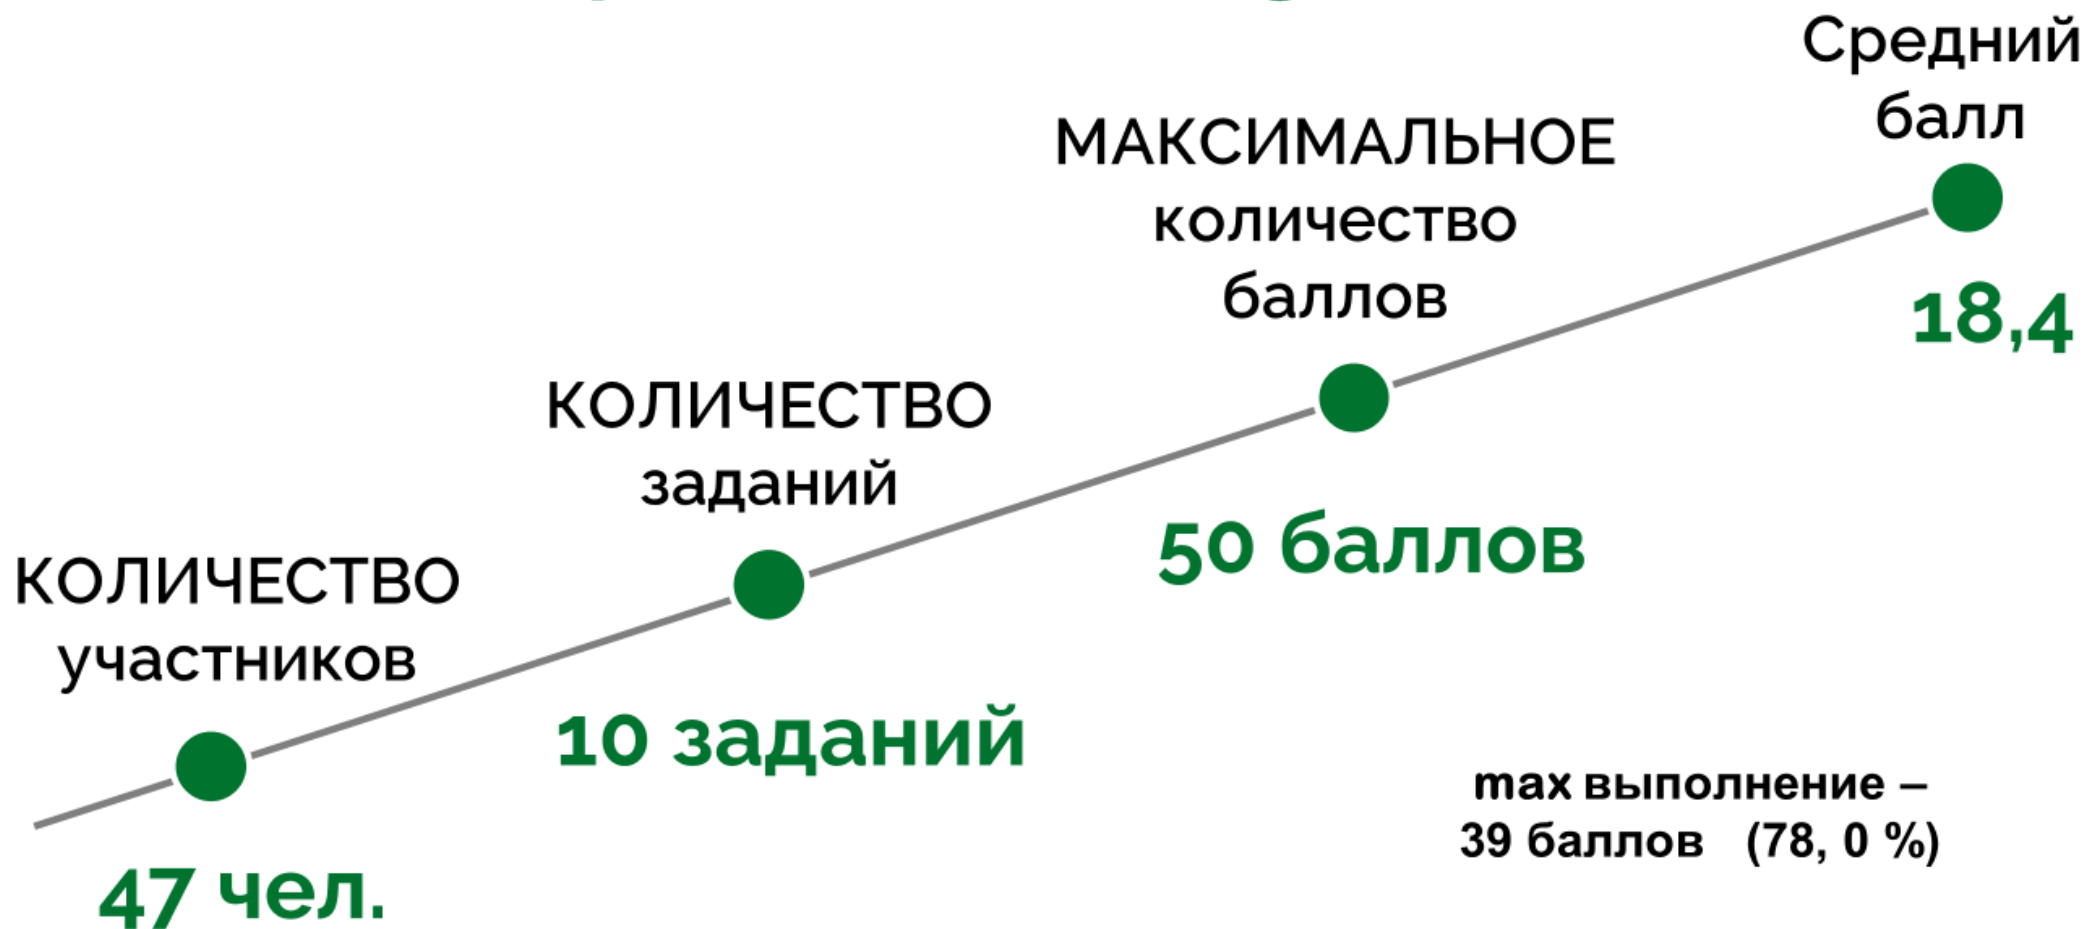 Средний
балл
18,4
МАКСИМАЛЬНОЕ
количество
баллов
50 баллов
КОЛИЧЕСТВО
заданий
10 заданий
КОЛИЧЕСТВО
участников
47 чел.
max выполнение –
39 баллов (78, 0 %)